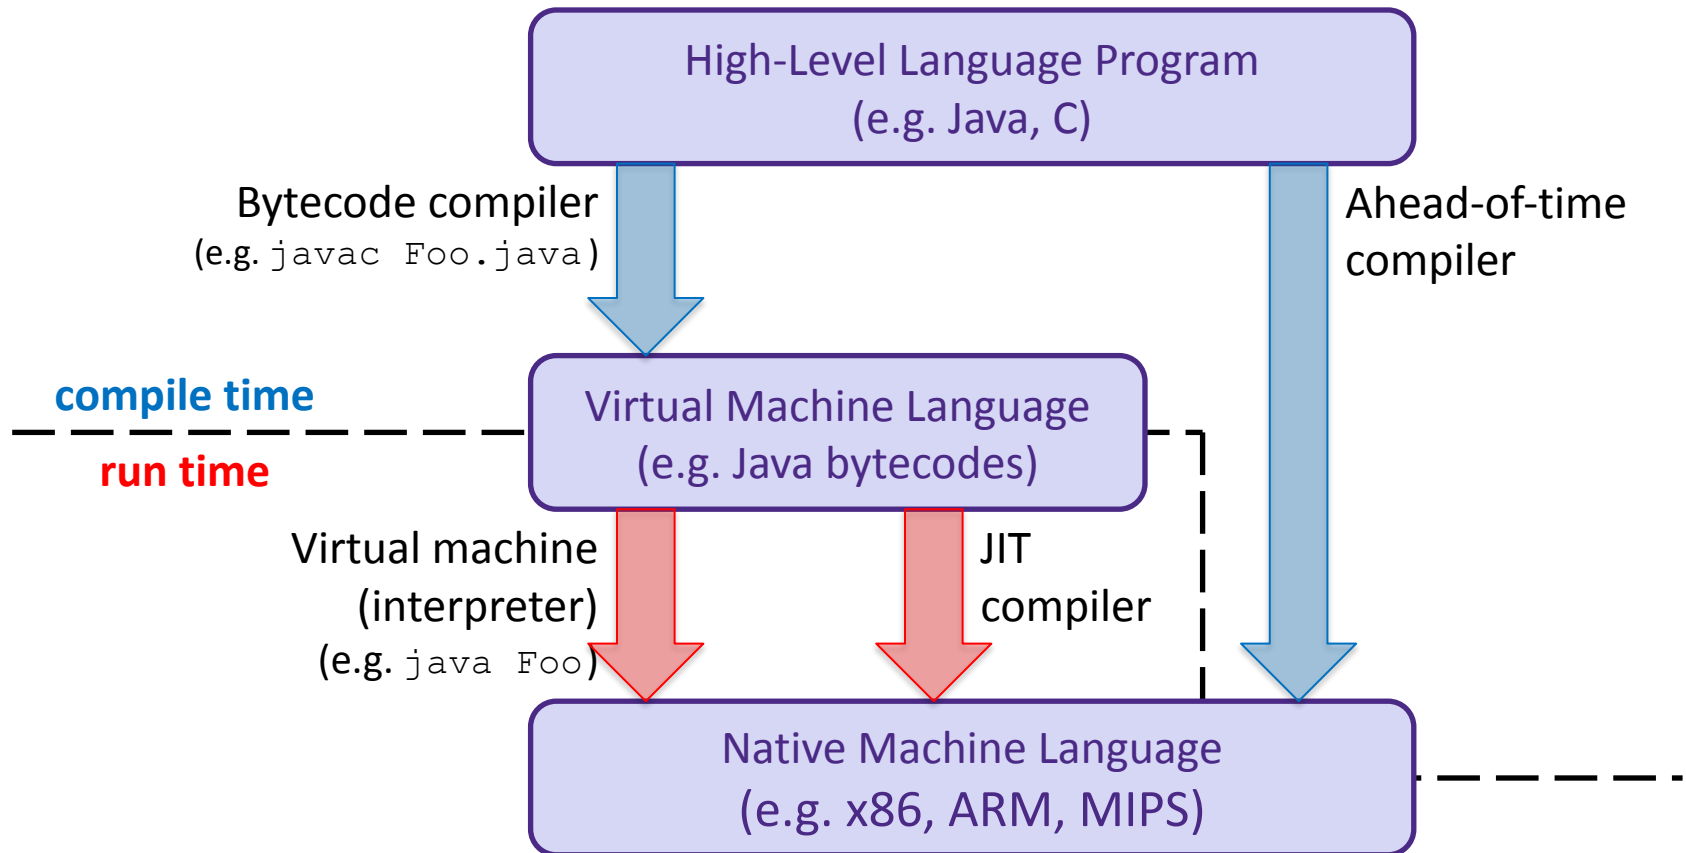 High-Level Language Program
(e.g. Java, C)
Bytecode compiler
(e.g. javac Foo.java)
Ahead-of-time
compiler
compile time
run time
Virtual Machine Language
(e.g. Java bytecodes)
Virtual machine
(interpreter)
(e.g. java Foo)
JIT
compiler
Native Machine Language
(e.g. x86, ARM, MIPS)